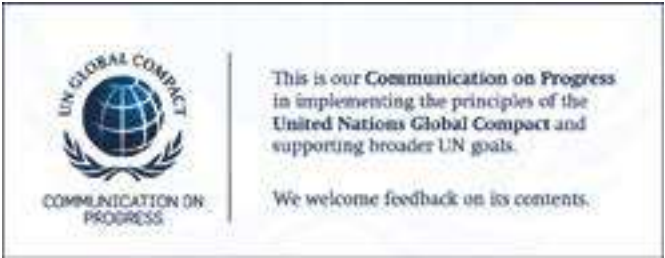 UN GLOBAL COMPACT
COMMUNICATION ON
PROGRESS
This is our Communication on Progress
in implementing the principles of the
United Nations Global Compact and
supporting broader UN goals.
We welcome feedback on its contents.